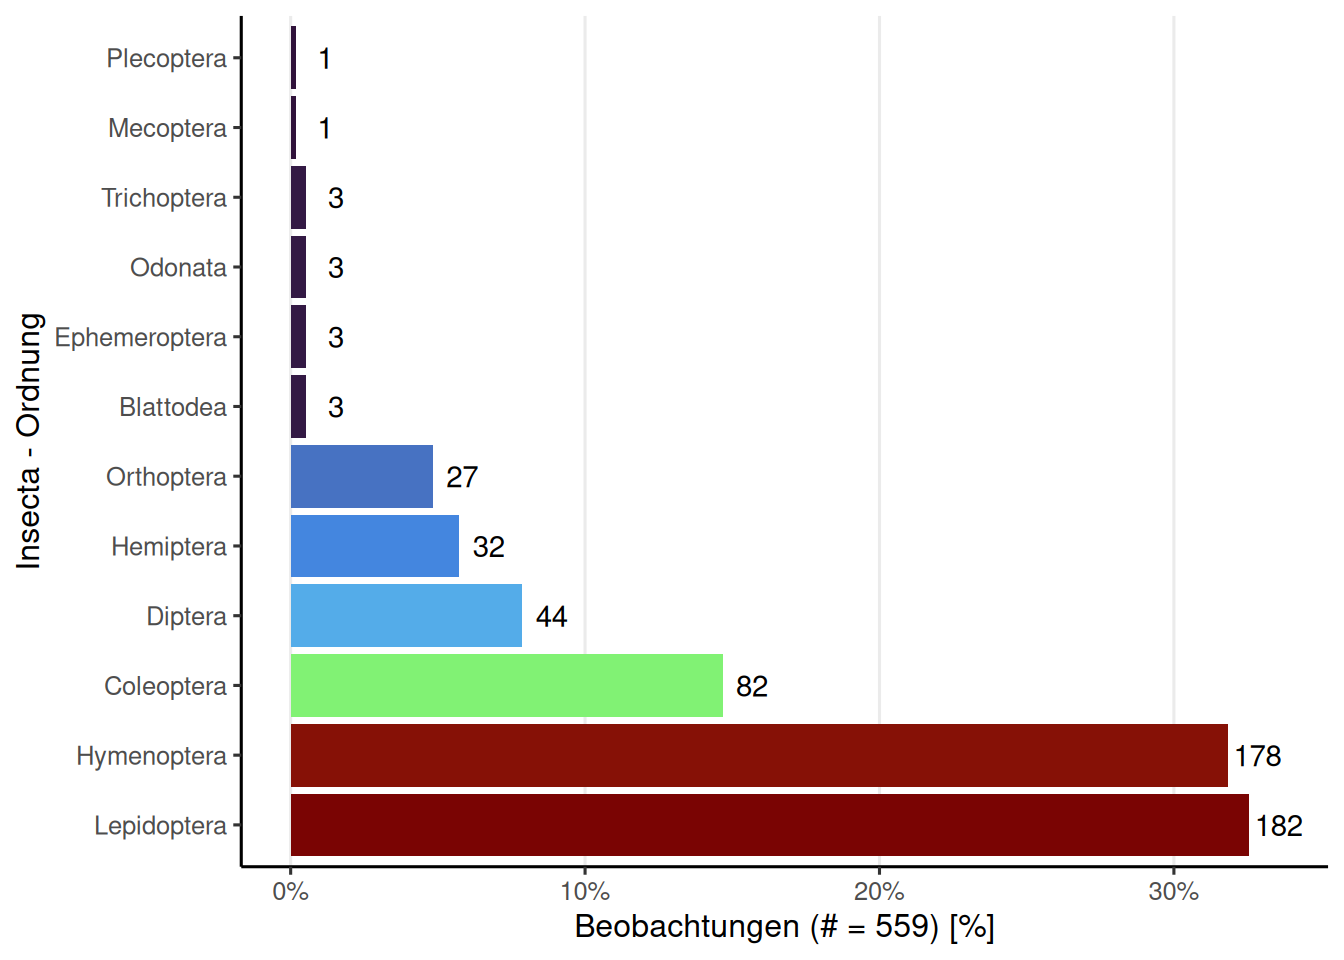 Insecta - Ordnung
Plecoptera 1
Mecoptera 1
Trichoptera 3
Odonata 3
Ephemeroptera 3
Blattodea 3
Orthoptera 27
Hemiptera 32
Diptera 44
Coleoptera 82
Hymenoptera 178
Lepidoptera 182
0% 10% 20% 30%
Beobachtungen (# = 559) [%]